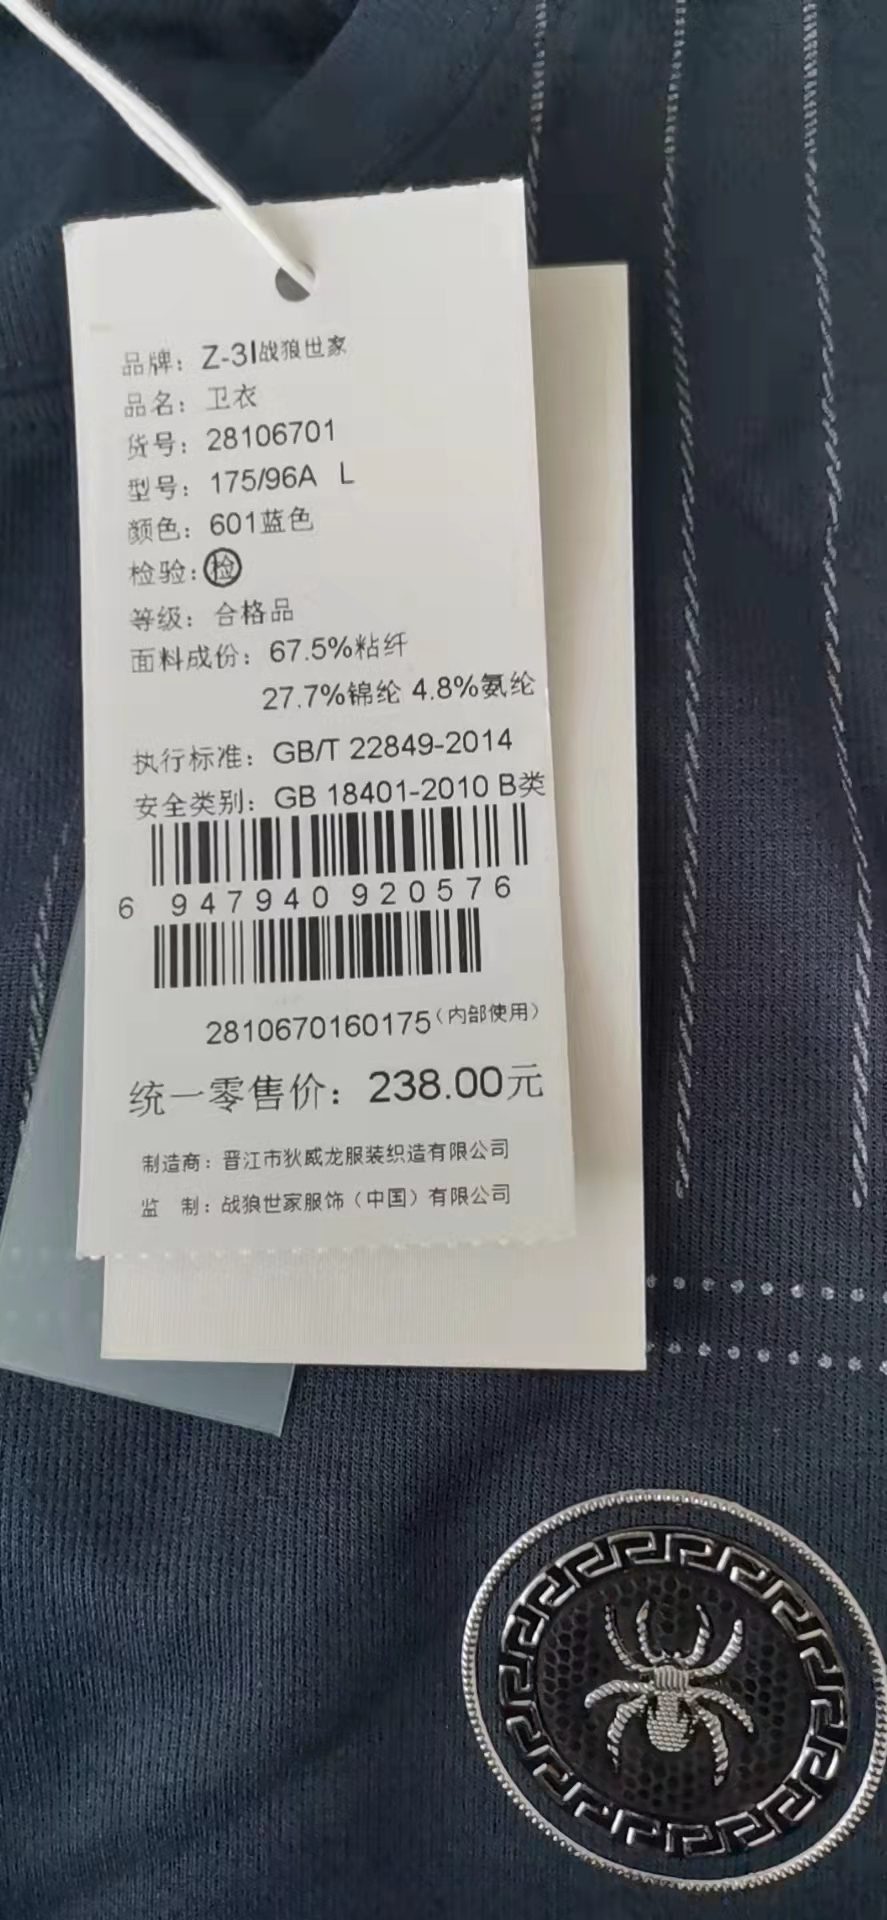 品牌：Z-3I战狼世家
品名：卫衣
货号：28106701
型号：175/96A L
颜色：601蓝色
检验：检
等级：合格品
面料成份：67.5%粘纤
27.7%锦纶 4.8%氨纶
执行标准：GB/T 22849-2014
安全类别：GB 18401-2010 B类
6 947940 920576
2810670160175（内部使用）
统一零售价：238.00元
制造商：晋江市狄威龙服装织造有限公司
监 制：战狼世家服饰（中国）有限公司